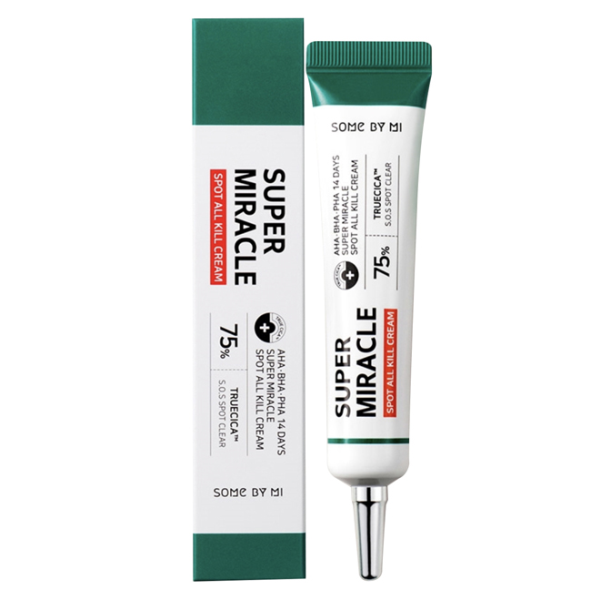 SUPER
MIRACLE
SPOT ALL KILL CREAM
AHA·BHA·PHA 14 DAYS
SUPER MIRACLE
SPOT ALL KILL CREAM
75%
TRUECICA™
S.O.S SPOT CLEAR
SOME BY MI
SOME BY MI
AHA·BHA·PHA 14 DAYS
SUPER MIRACLE
SPOT ALL KILL CREAM
TRUECICA™
S.O.S SPOT CLEAR
75%
SUPER
MIRACLE
SPOT ALL KILL CREAM